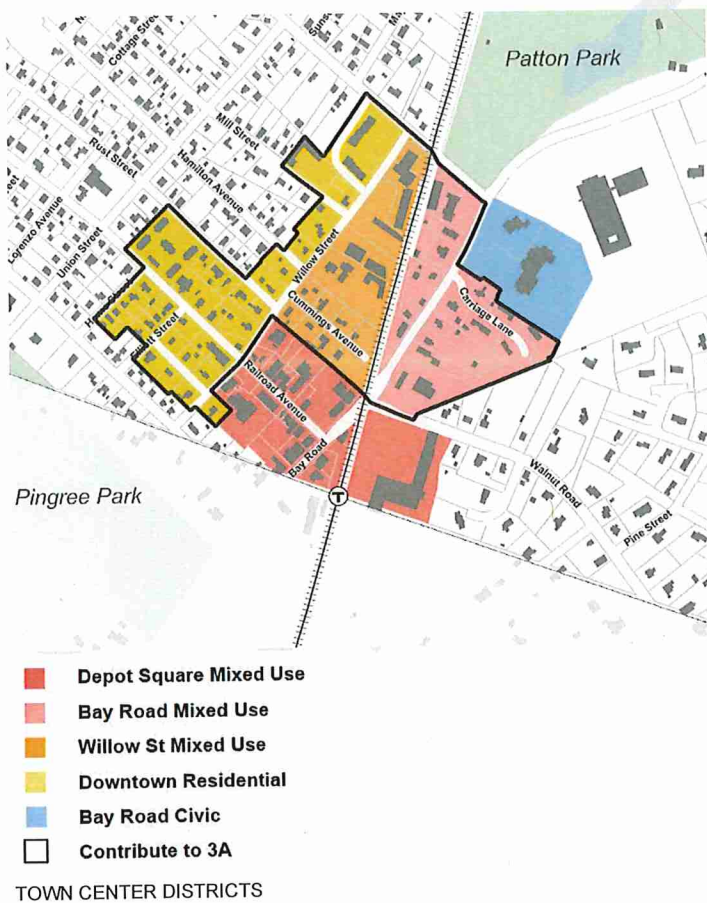 Patton Park
Cottage Street
Mill Street
Rust Street
Hamilton Avenue
Lorenzo Avenue
Union Street
Willow Street
Cummings Avenue
Carriage Lane
Railroad Avenue
Bay Road
T
Walnut Road
Pine Street
Pingree Park
Depot Square Mixed Use
Bay Road Mixed Use
Willow St Mixed Use
Downtown Residential
Bay Road Civic
Contribute to 3A
TOWN CENTER DISTRICTS